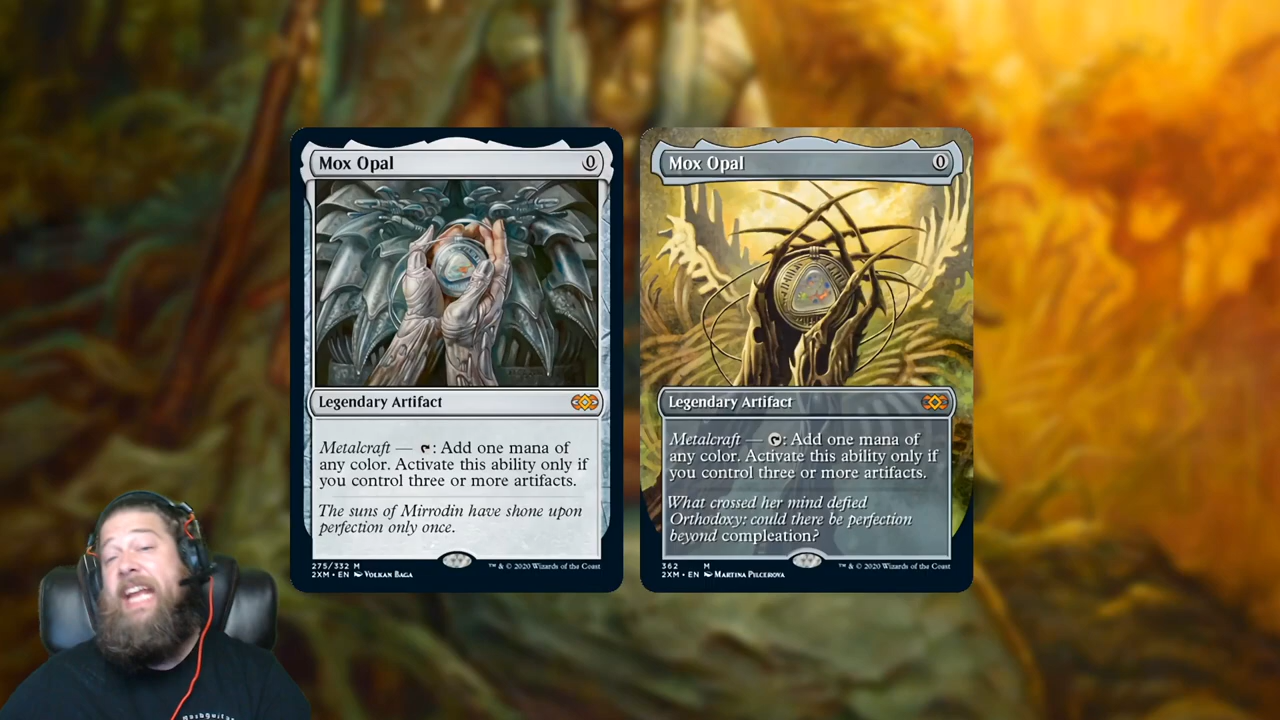 Mox Opal 0
Legendary Artifact
Metalcraft — : Add one mana of
any color. Activate this ability only if
you control three or more artifacts.
The suns of Mirrodin have shone upon
perfection only once.
275/332 M
2XM • EN Volkan Baga
™ & © 2020 Wizards of the Coast
Mox Opal 0
Legendary Artifact
Metalcraft — : Add one mana of
any color. Activate this ability only if
you control three or more artifacts.
What crossed her mind defied
Orthodoxy: could there be perfection
beyond compleation?
362 M
2XM • EN Martina Pilcerova
™ & © 2020 Wizards of the Coast